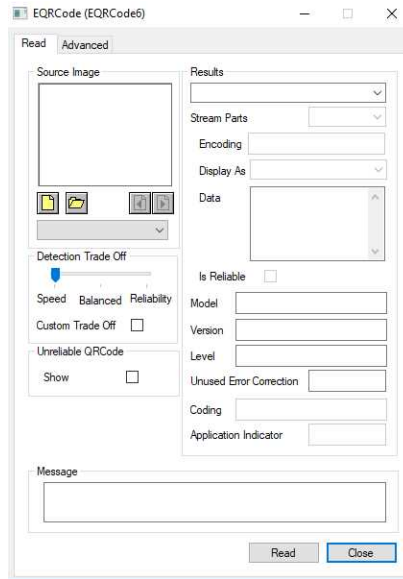 EQRCode (EQRCode6)
Read Advanced
Source Image
Detection Trade Off
Speed Balanced Reliability
Custom Trade Off
Unreliable QRCode
Show
Results
Stream Parts
Encoding
Display As
Data
Is Reliable
Model
Version
Level
Unused Error Correction
Coding
Application Indicator
Message
Read Close